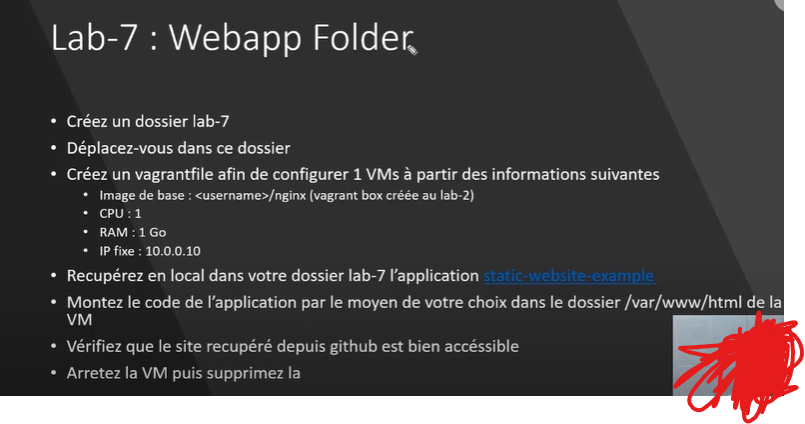 Lab-7 : Webapp Folder
• Créez un dossier lab-7
• Déplacez-vous dans ce dossier
• Créez un vagrantfile afin de configurer 1 VMs à partir des informations suivantes
• Image de base : <username>/nginx (vagrant box créée au lab-2)
• CPU : 1
• RAM : 1 Go
• IP fixe : 10.0.0.10
• Recupérez en local dans votre dossier lab-7 l'application static-website-example
• Montez le code de l'application par le moyen de votre choix dans le dossier /var/www/html de la
VM
• Vérifiez que le site recupéré depuis github est bien accéssible
• Arretez la VM puis supprimez la